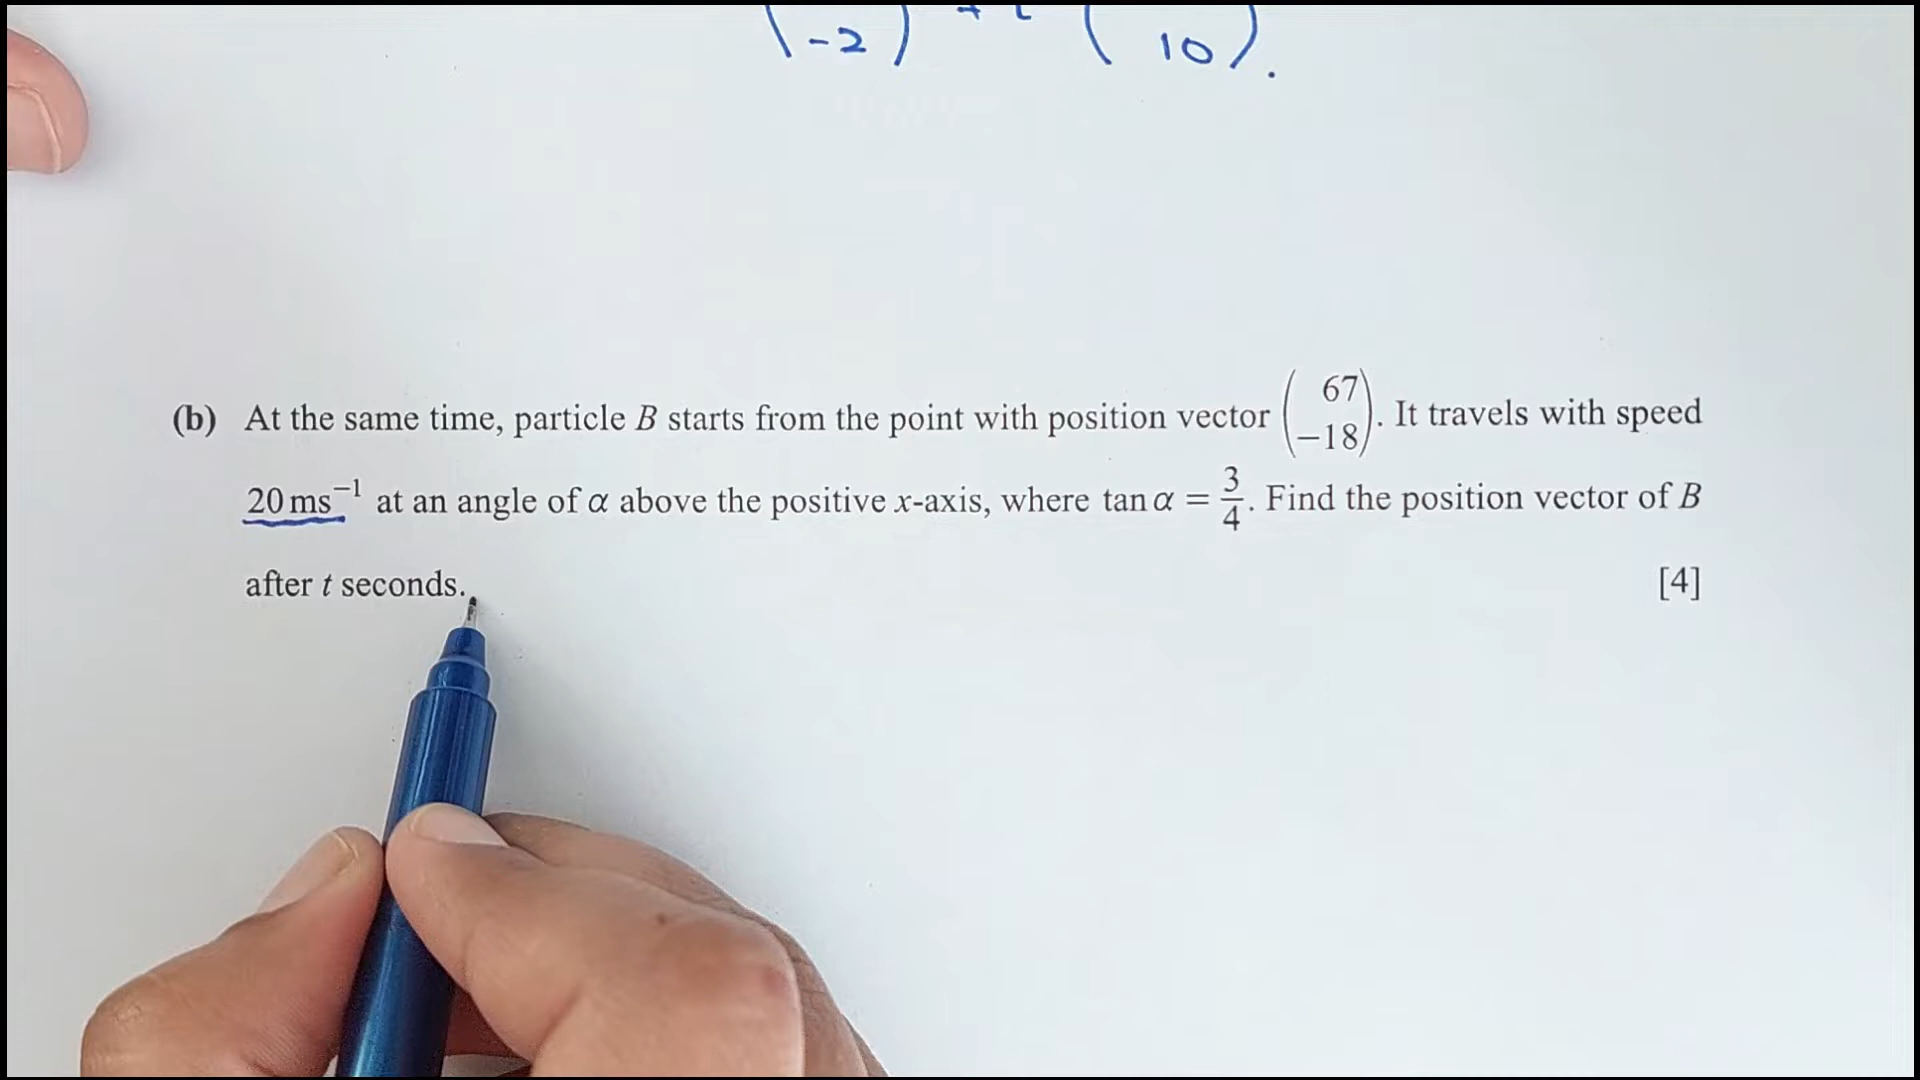 (-2) + t (10).
(b) At the same time, particle B starts from the point with position vector (67 −18). It travels with speed
20 ms⁻¹ at an angle of α above the positive x-axis, where tan α = 3/4. Find the position vector of B
after t seconds. [4]